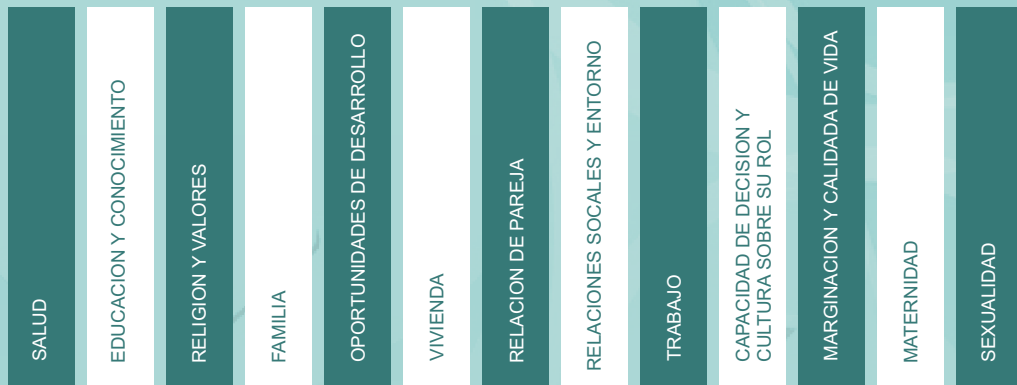 SALUD
EDUCACION Y CONOCIMIENTO
RELIGION Y VALORES
FAMILIA
OPORTUNIDADES DE DESARROLLO
VIVIENDA
RELACION DE PAREJA
RELACIONES SOCALES Y ENTORNO
TRABAJO
CAPACIDAD DE DECISION Y
CULTURA SOBRE SU ROL
MARGINACION Y CALIDADA DE VIDA
MATERNIDAD
SEXUALIDAD